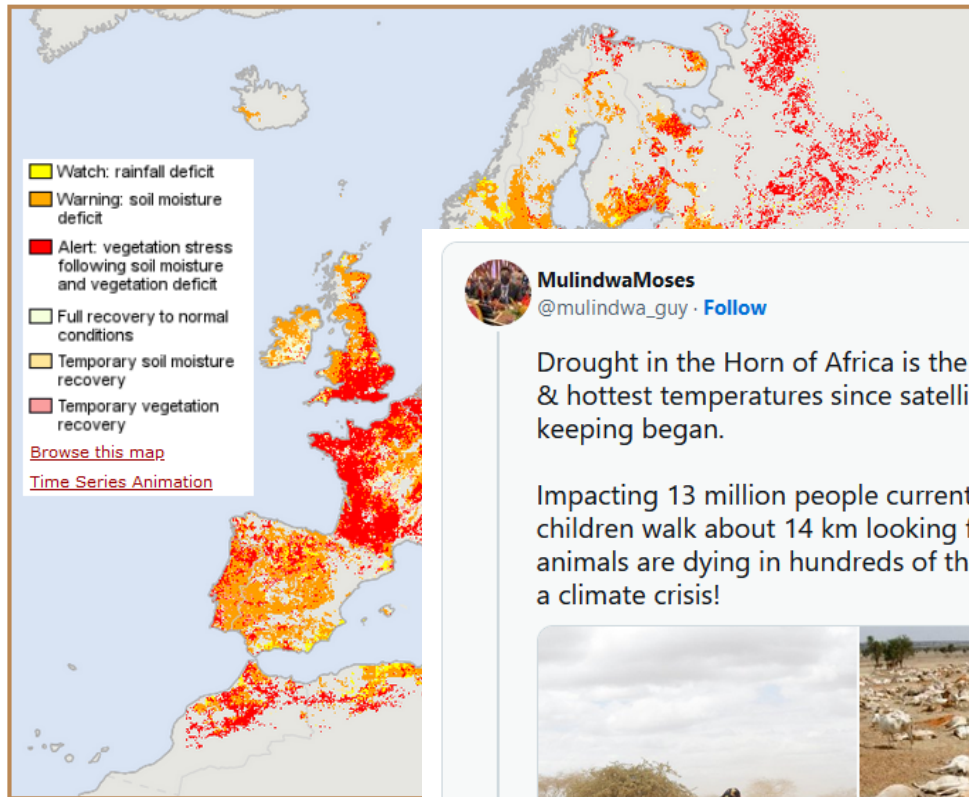 Watch: rainfall deficit
Warning: soil moisture
deficit
Alert: vegetation stress
following soil moisture
and vegetation deficit
Full recovery to normal
conditions
Temporary soil moisture
recovery
Temporary vegetation
recovery
Browse this map
Time Series Animation
MulindwaMoses
@mulindwa_guy · Follow
Drought in the Horn of Africa is the
& hottest temperatures since
keeping began.
Impacting 13 million people
children walk about 14 km looking
animals are dying in hundreds of
a climate crisis!